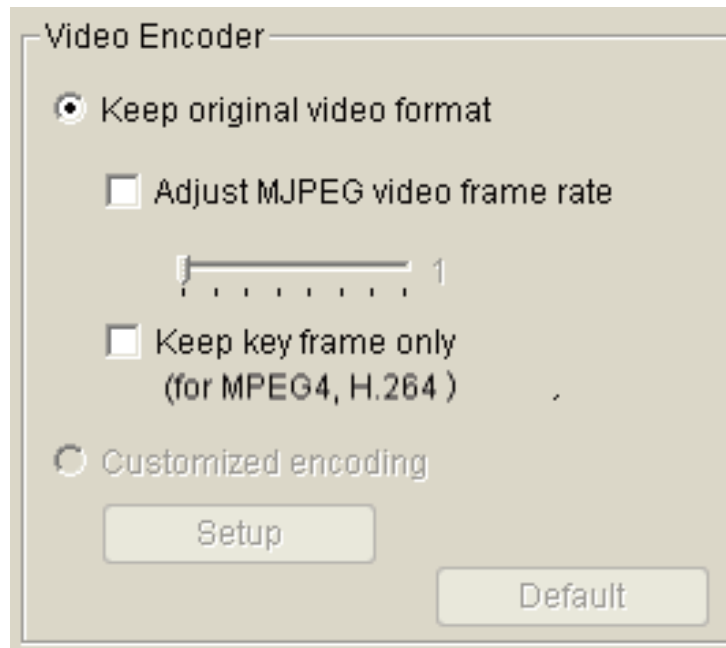 Video Encoder
Keep original video format
Adjust MJPEG video frame rate
1
Keep key frame only
(for MPEG4, H.264 )
Customized encoding
Setup
Default